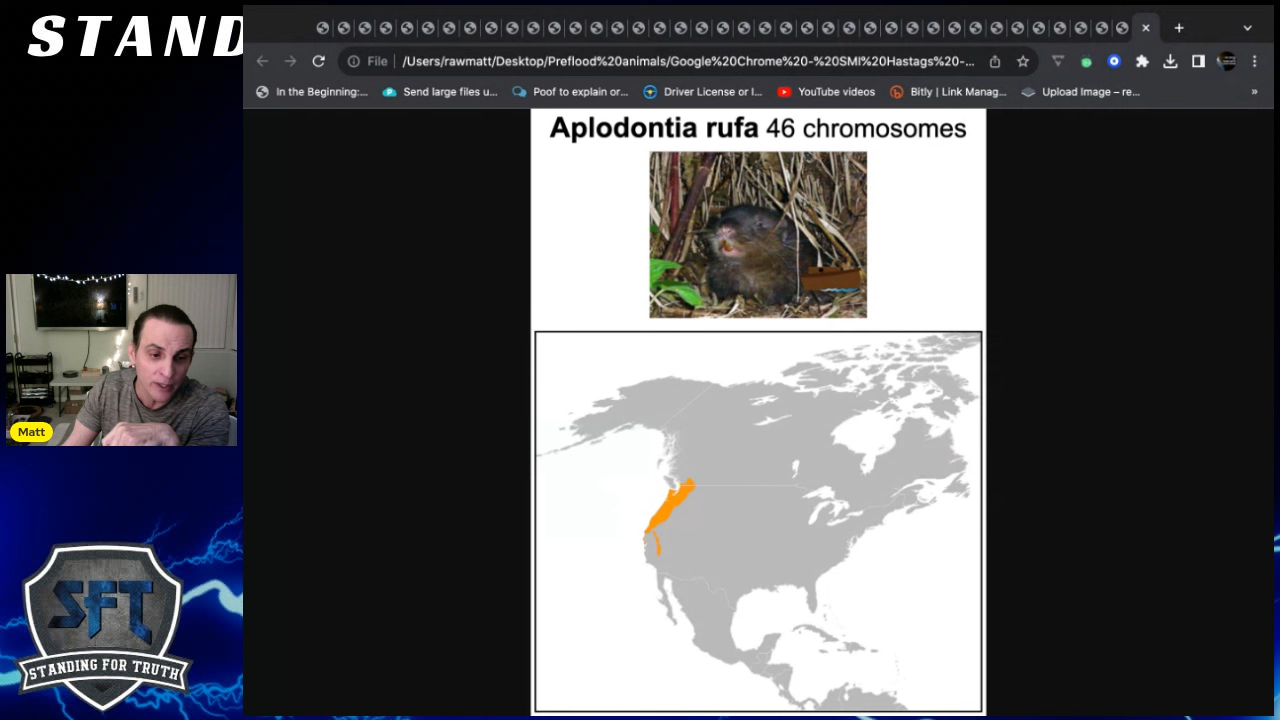 STAND
File
/Users/rawmatt/Desktop/Preflood%20animals/Google%20Chrome%20-%20SMI%20Hastags%20-...
In the Beginning:...
Send large files u...
Poof to explain or...
Driver License or I...
YouTube videos
Bitly | Link Manag...
Upload Image – re...
»
Aplodontia rufa 46 chromosomes
Matt
SFT
STANDING FOR TRUTH